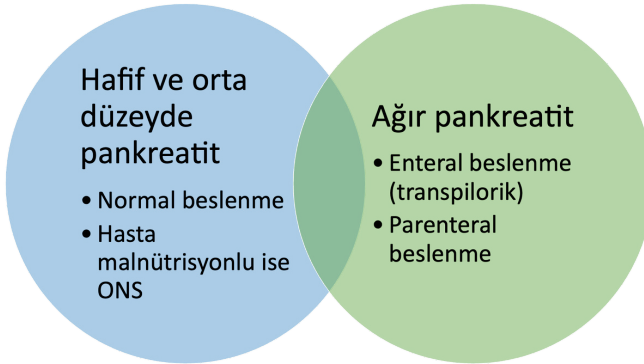 Hafif ve orta
düzeyde
pankreatit
• Normal beslenme
• Hasta
malnütrisyonlu ise
ONS
Ağır pankreatit
• Enteral beslenme
(transpilorik)
• Parenteral
beslenme